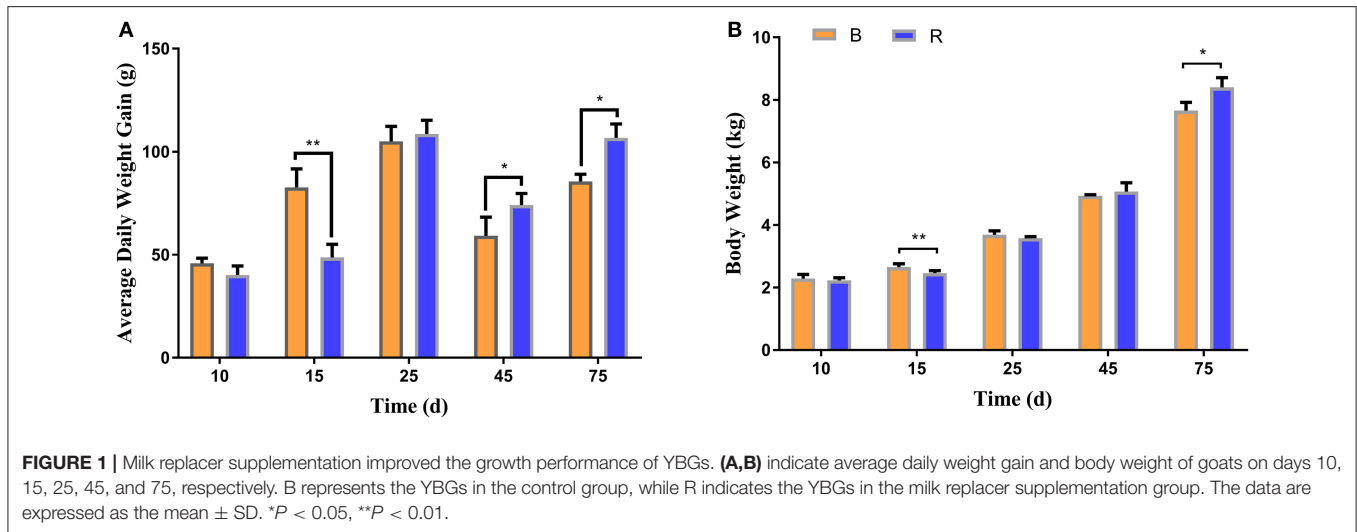 A
B
B R
150
100
50
0
Average Daily Weight Gain (g)
**
*
*
10 15 25 45 75
Time (d)
10
8
6
4
2
0
Body Weight (kg)
**
*
10 15 25 45 75
Time (d)
FIGURE 1 | Milk replacer supplementation improved the growth performance of YBGs. (A,B) indicate average daily weight gain and body weight of goats on days 10,
15, 25, 45, and 75, respectively. B represents the YBGs in the control group, while R indicates the YBGs in the milk replacer supplementation group. The data are
expressed as the mean ± SD. *P < 0.05, **P < 0.01.